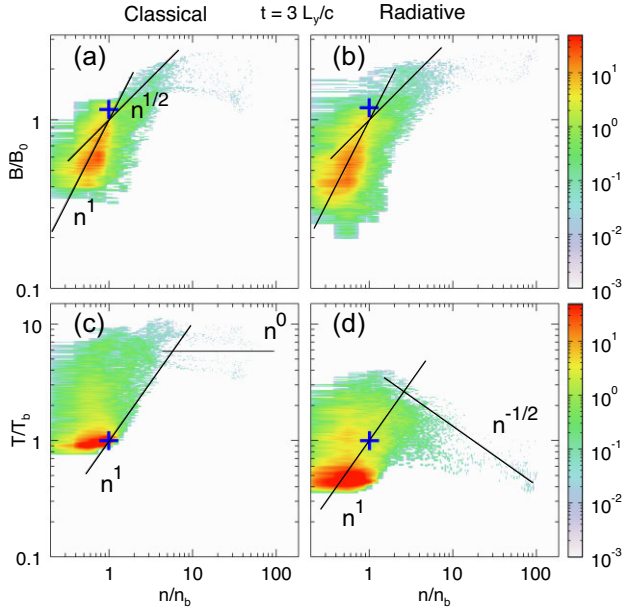 Classical t = 3 L_y/c Radiative
(a) (b)
n^{1/2}
n^1
B/B_0
1
0.1
10^1
10^0
10^{-1}
10^{-2}
10^{-3}
(c) (d)
n^0
n^{-1/2}
n^1 n^1
T/T_b
10
1
0.1
10^1
10^0
10^{-1}
10^{-2}
10^{-3}
1 10 100 1 10 100
n/n_b n/n_b